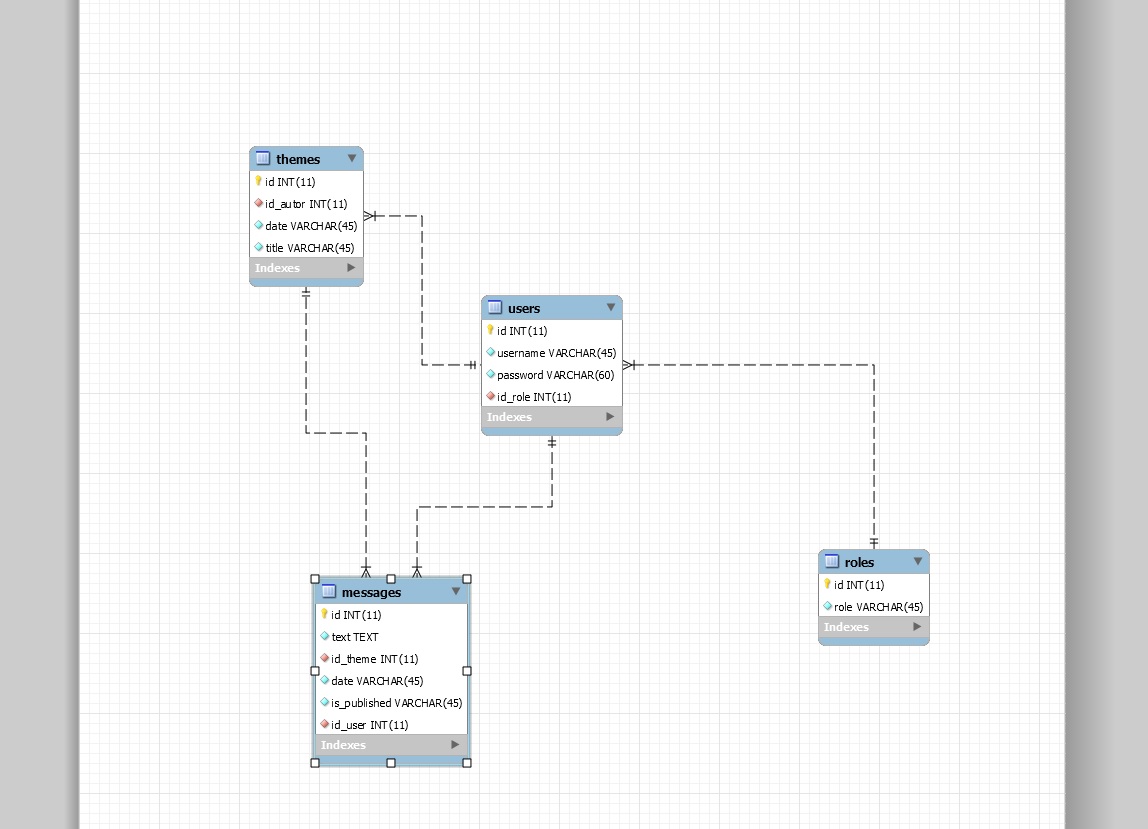 themes
id INT(11)
id_autor INT(11)
date VARCHAR(45)
title VARCHAR(45)
Indexes
users
id INT(11)
username VARCHAR(45)
password VARCHAR(60)
id_role INT(11)
Indexes
roles
id INT(11)
role VARCHAR(45)
Indexes
messages
id INT(11)
text TEXT
id_theme INT(11)
date VARCHAR(45)
is_published VARCHAR(45)
id_user INT(11)
Indexes